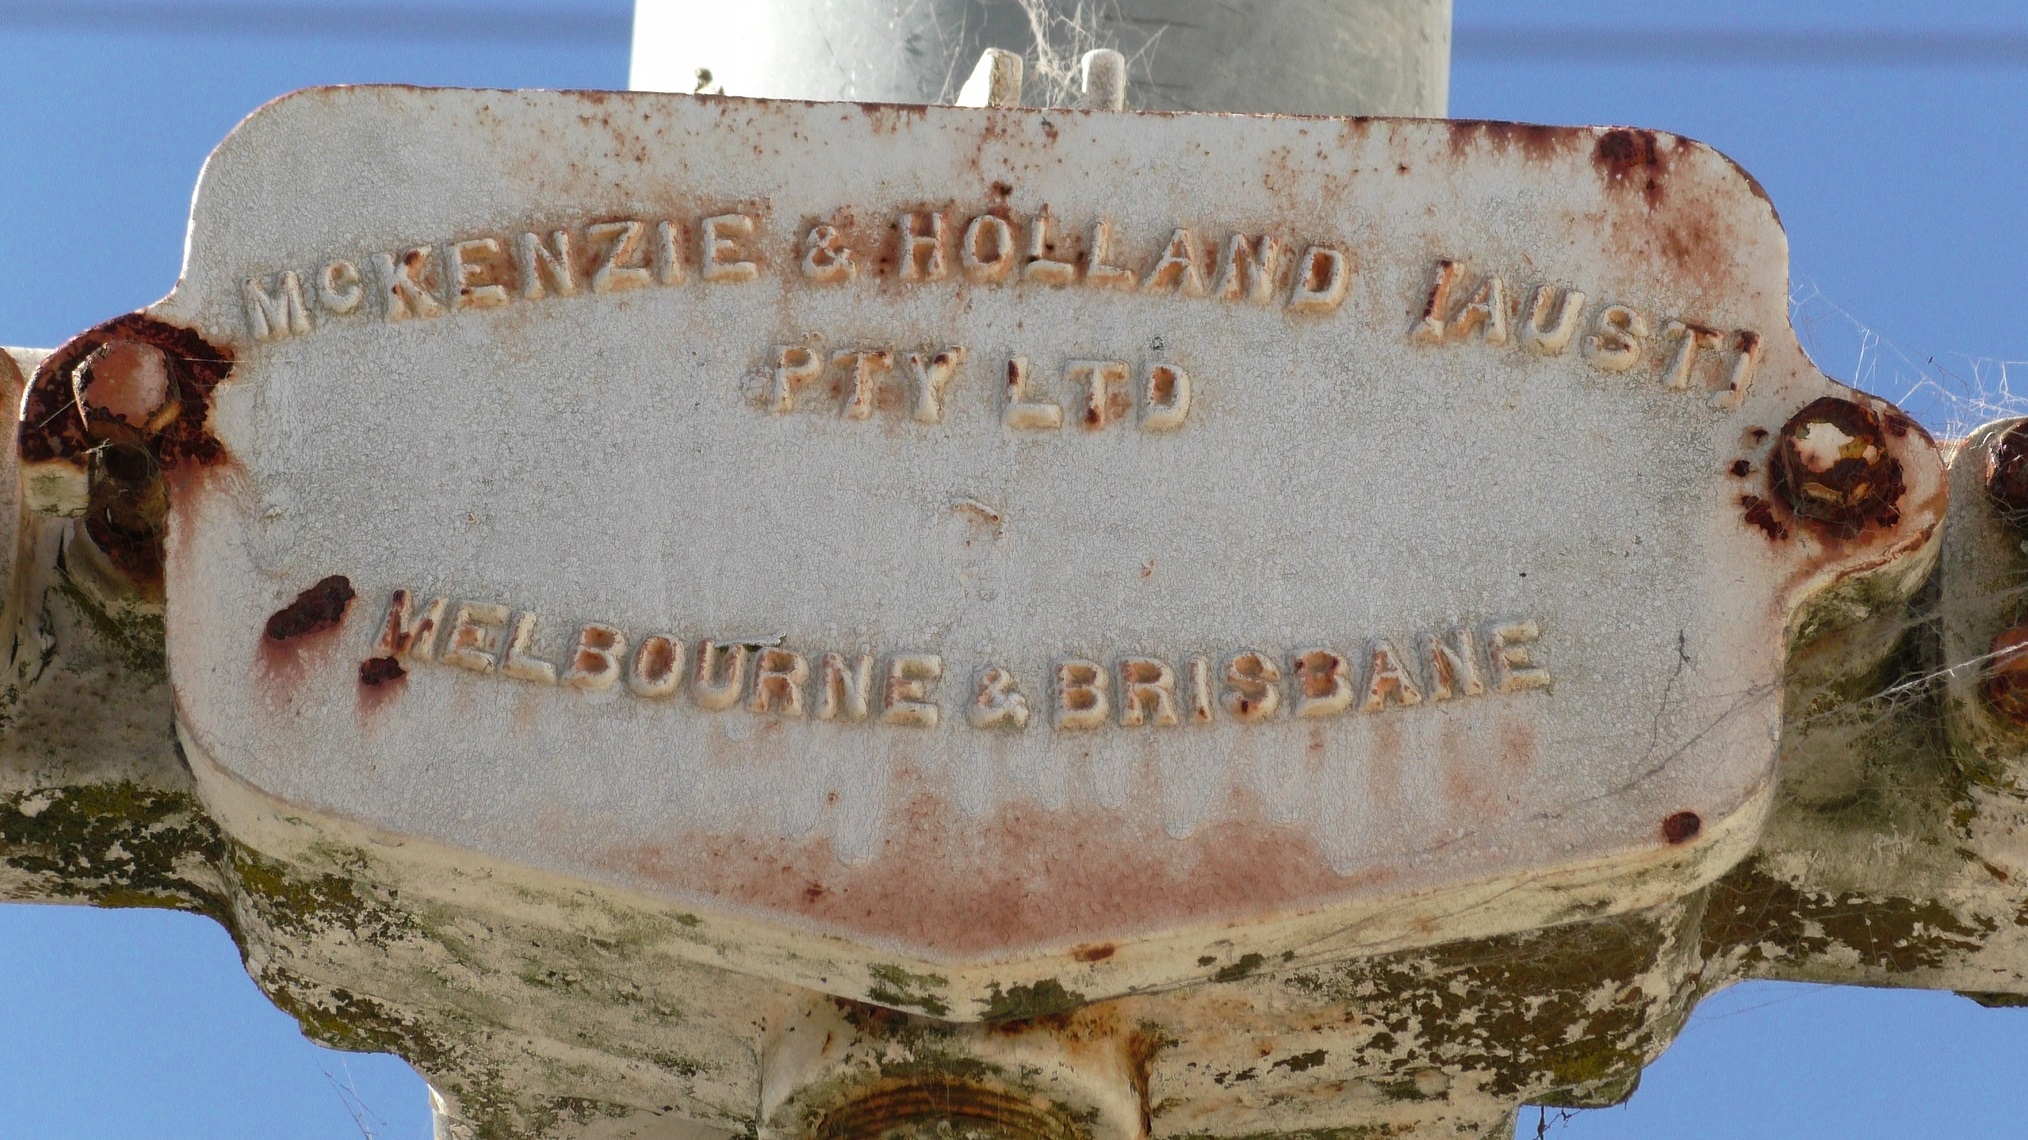 McKENZIE & HOLLAND (AUST)
PTY LTD
MELBOURNE & BRISBANE